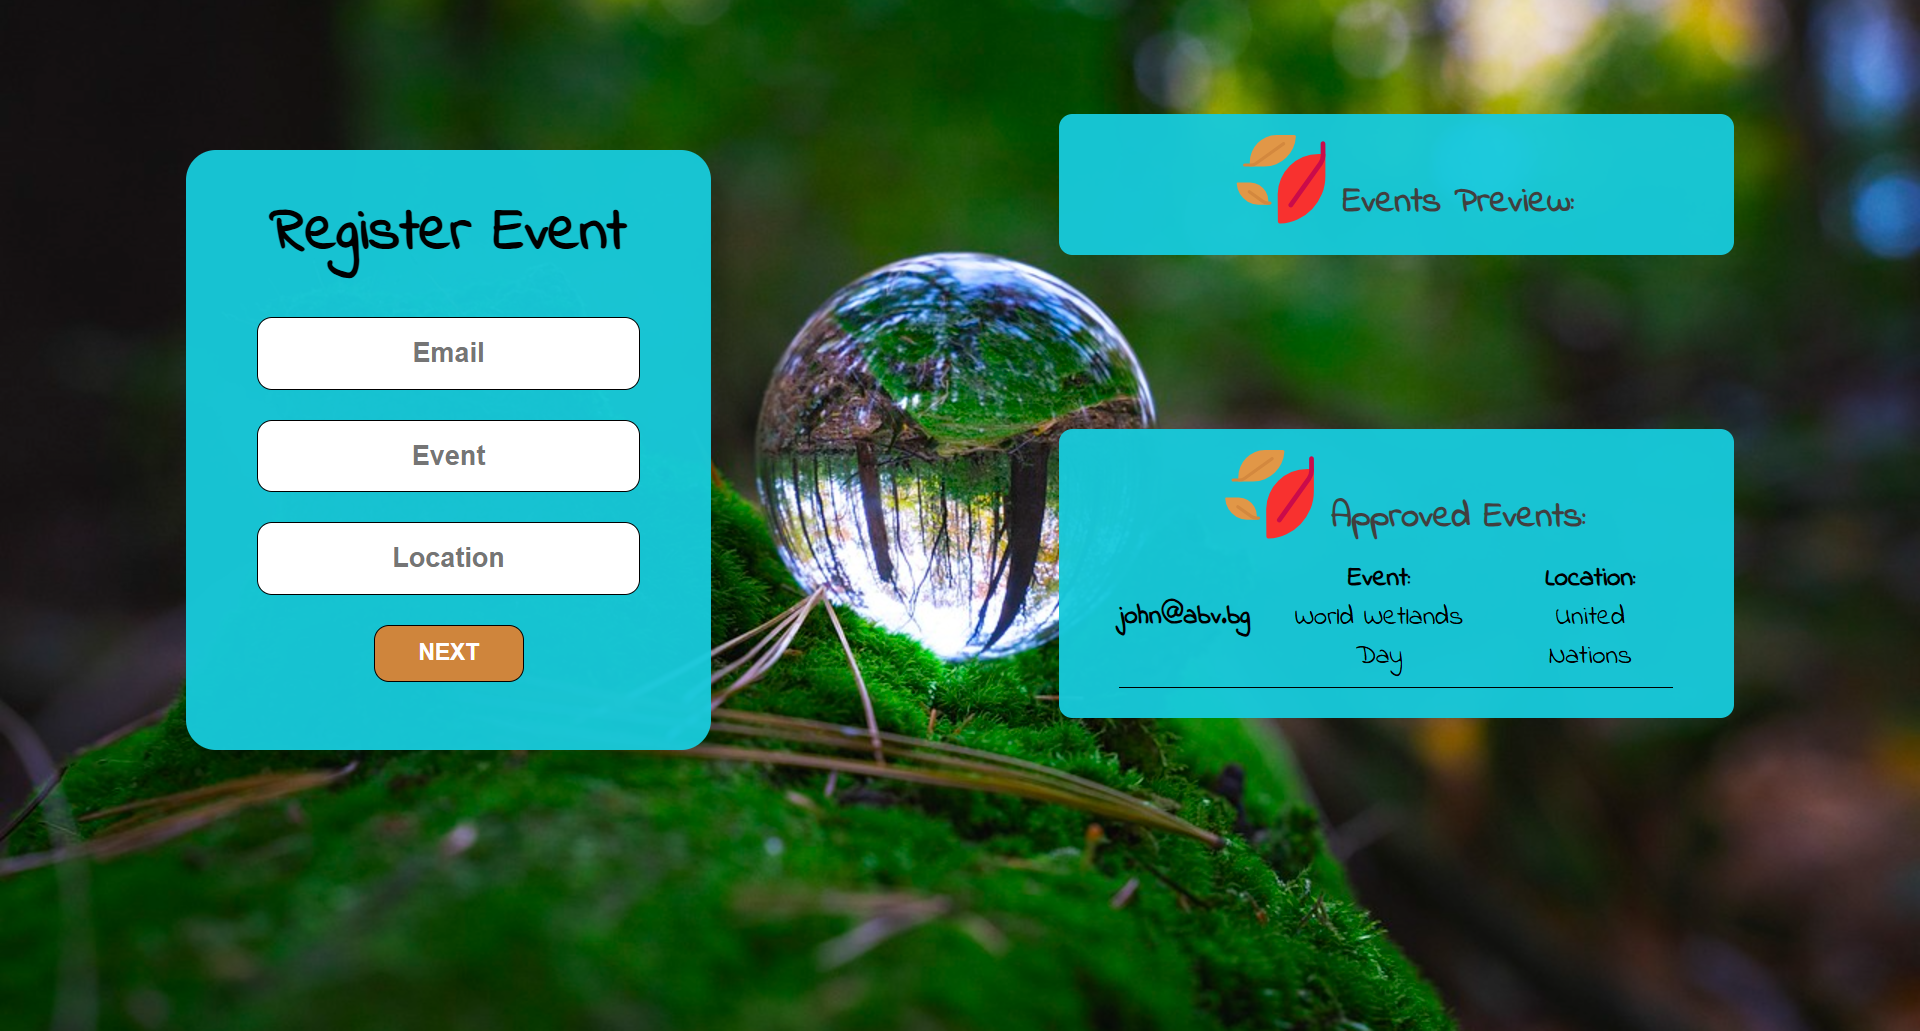 Register Event
Email
Event
Location
NEXT
Events Preview:
Approved Events:
Event: Location:
john@abv.bg World Wetlands United
Day Nations